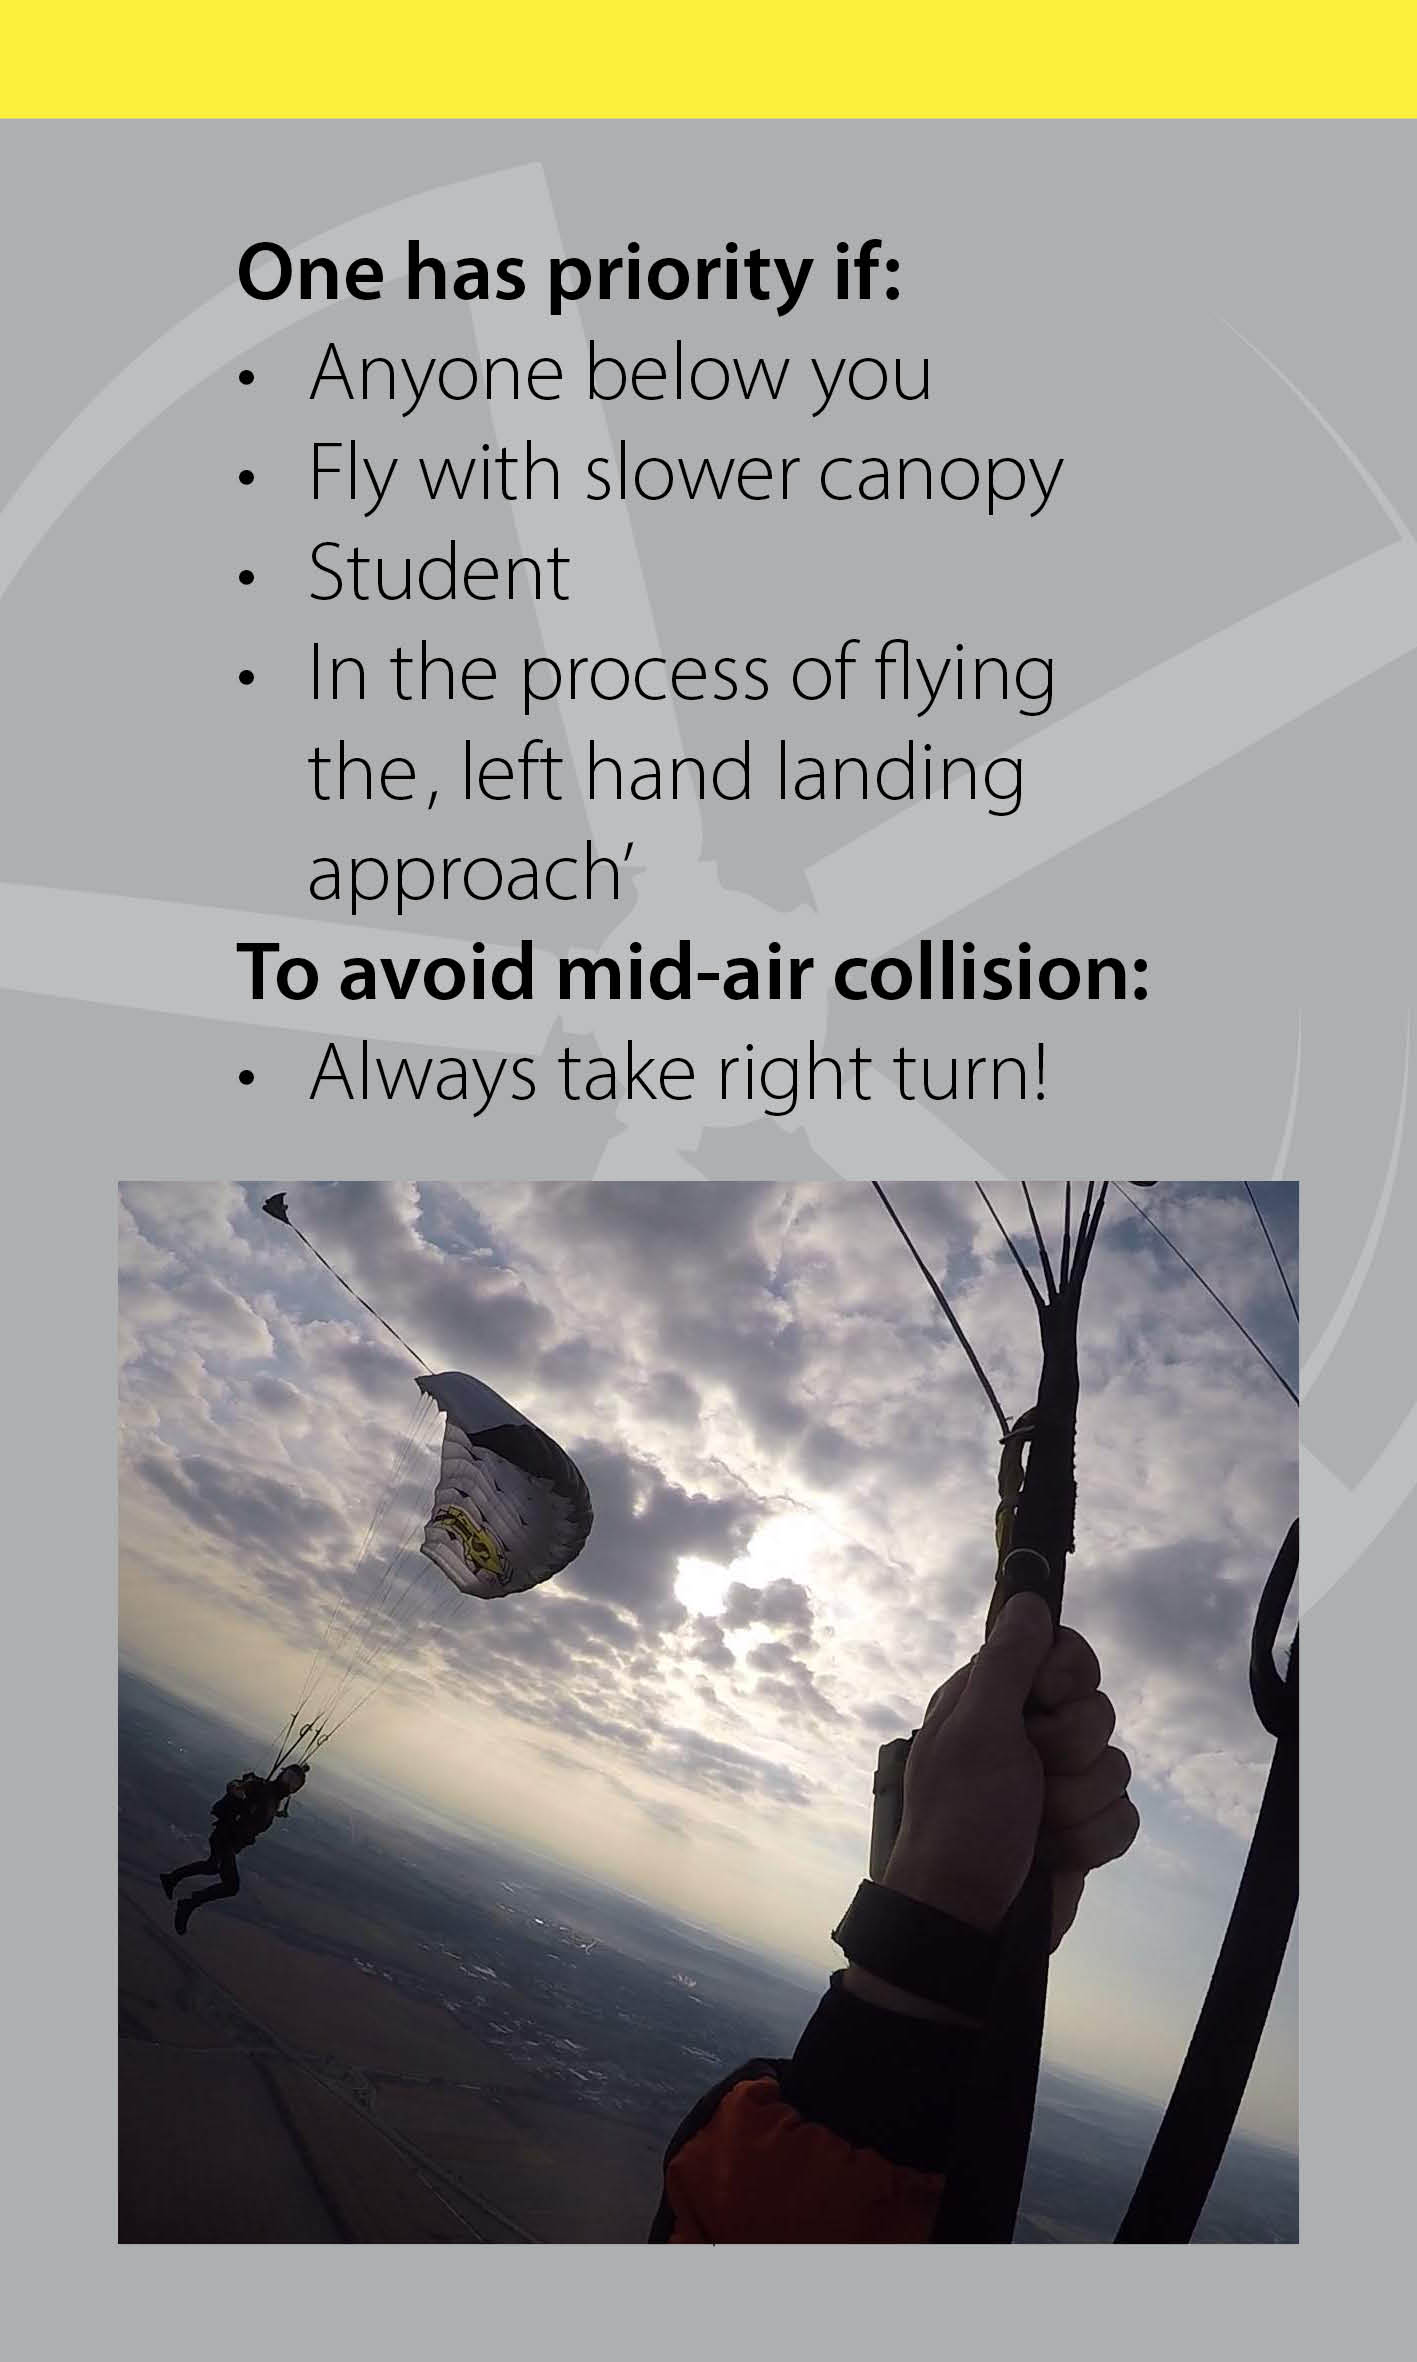 One has priority if:
• Anyone below you
• Fly with slower canopy
• Student
• In the process of flying
the, left hand landing
approach’
To avoid mid-air collision:
• Always take right turn!